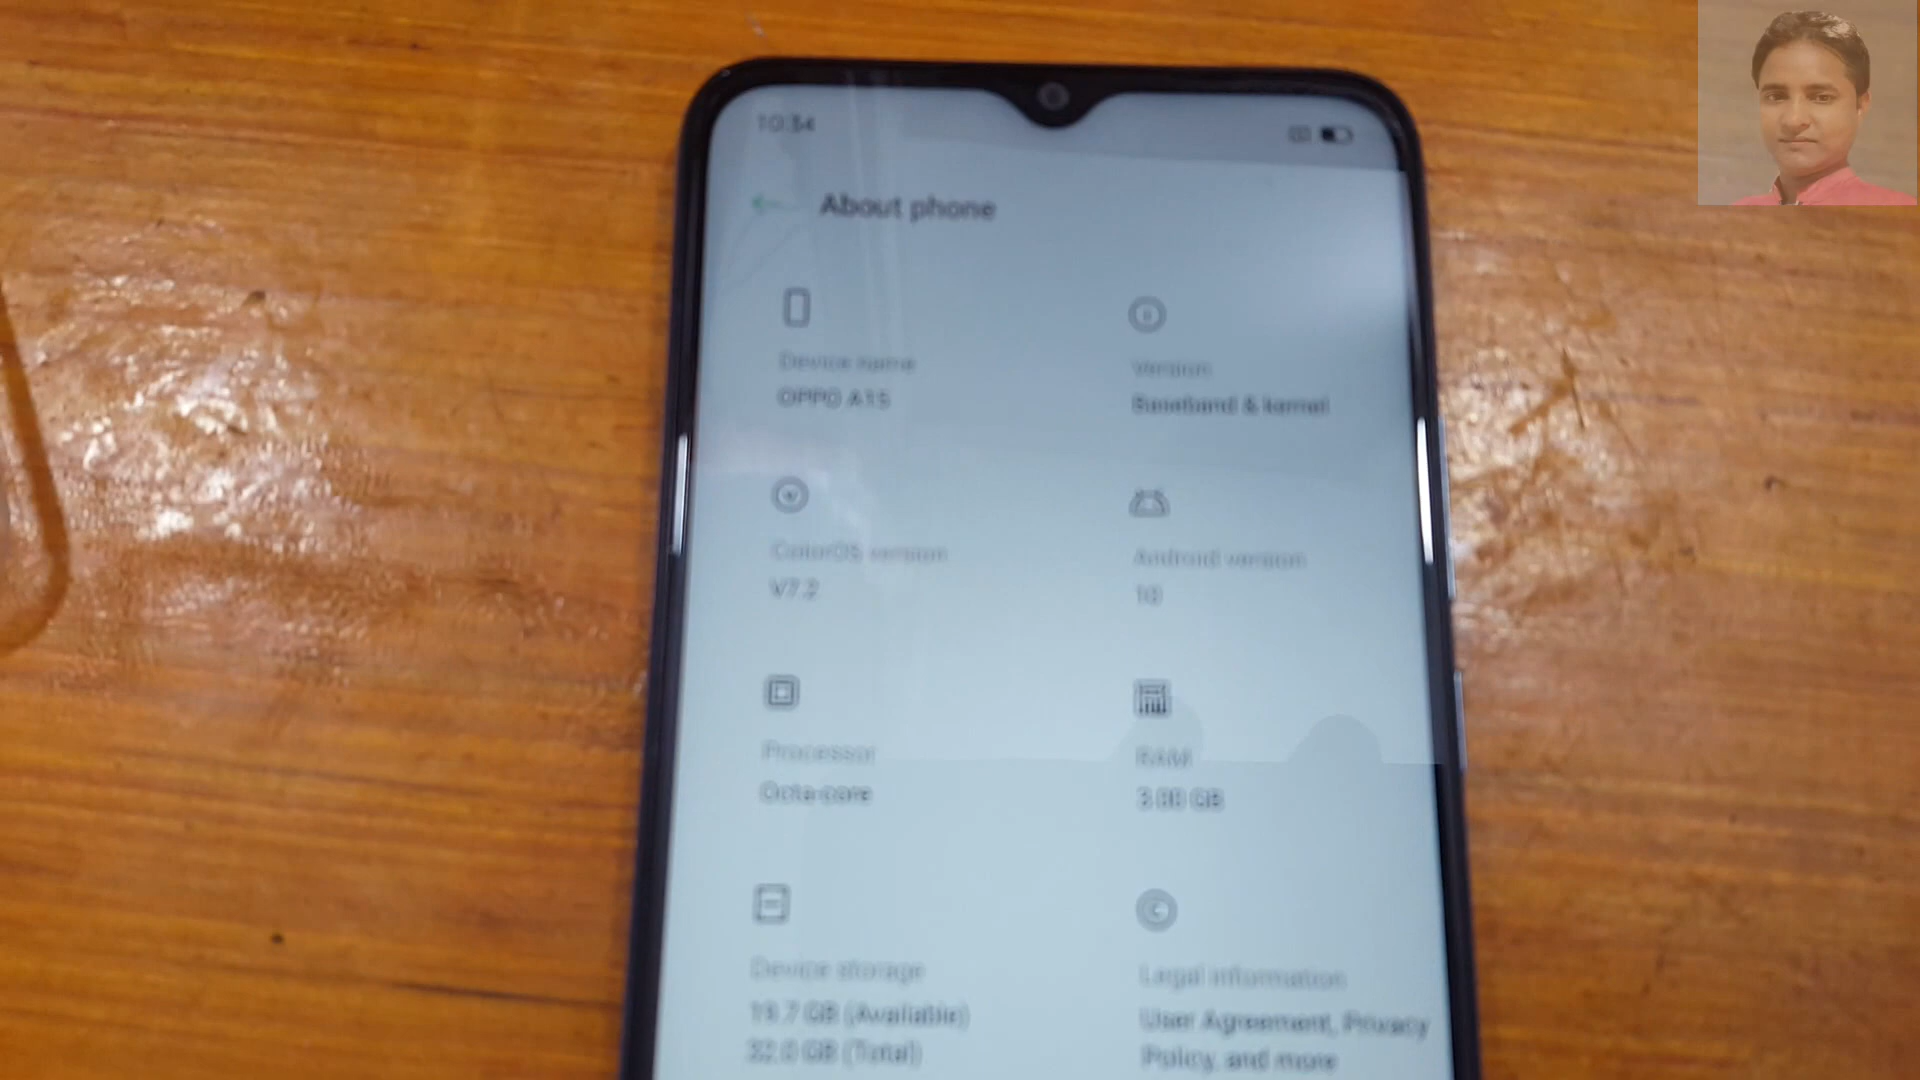 10:54
About phone
Device name
OPPO A15
Version
Baseband & kernel
ColorOS version
V7.2
Android version
10
Processor
Octa-core
RAM
3.00 GB
Device storage
19.7 GB (Available)
32.0 GB (Total)
Legal information
User Agreement, Privacy
Policy, and more